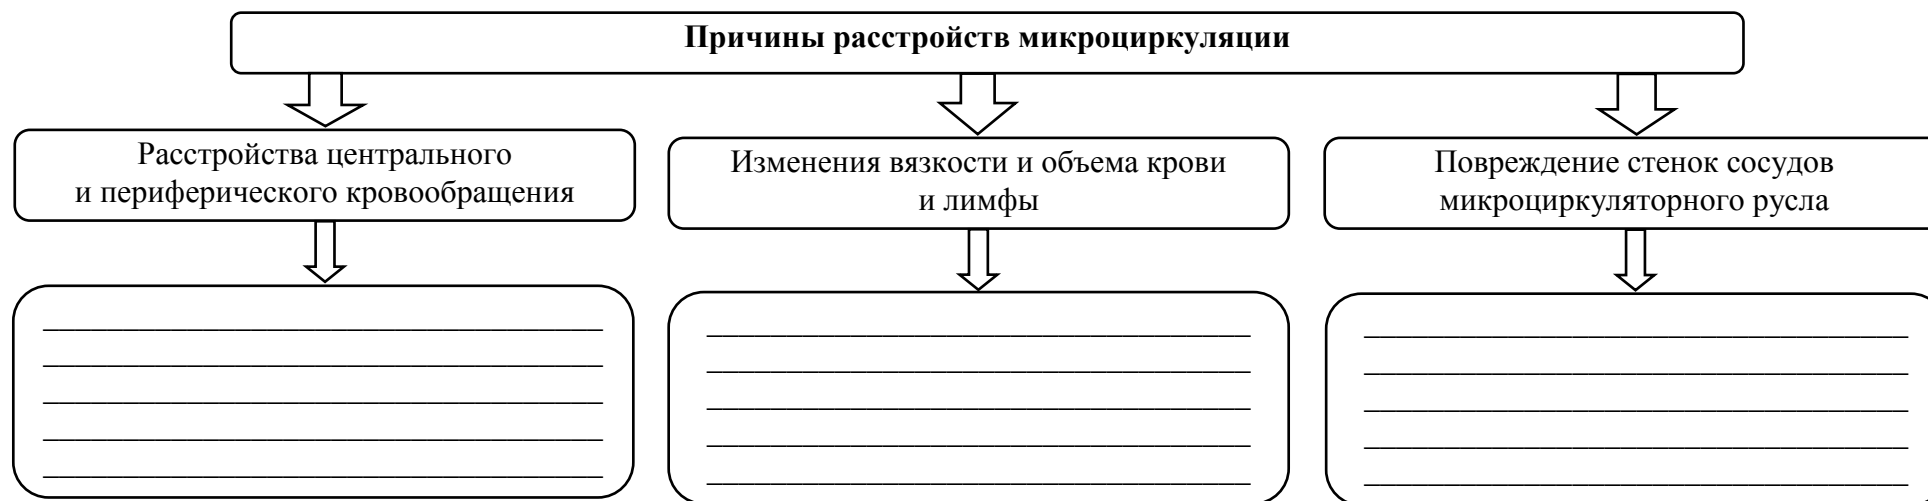 Причины расстройств микроциркуляции
Расстройства центрального
и периферического кровообращения
Изменения вязкости и объема крови
и лимфы
Повреждение стенок сосудов
микроциркуляторного русла